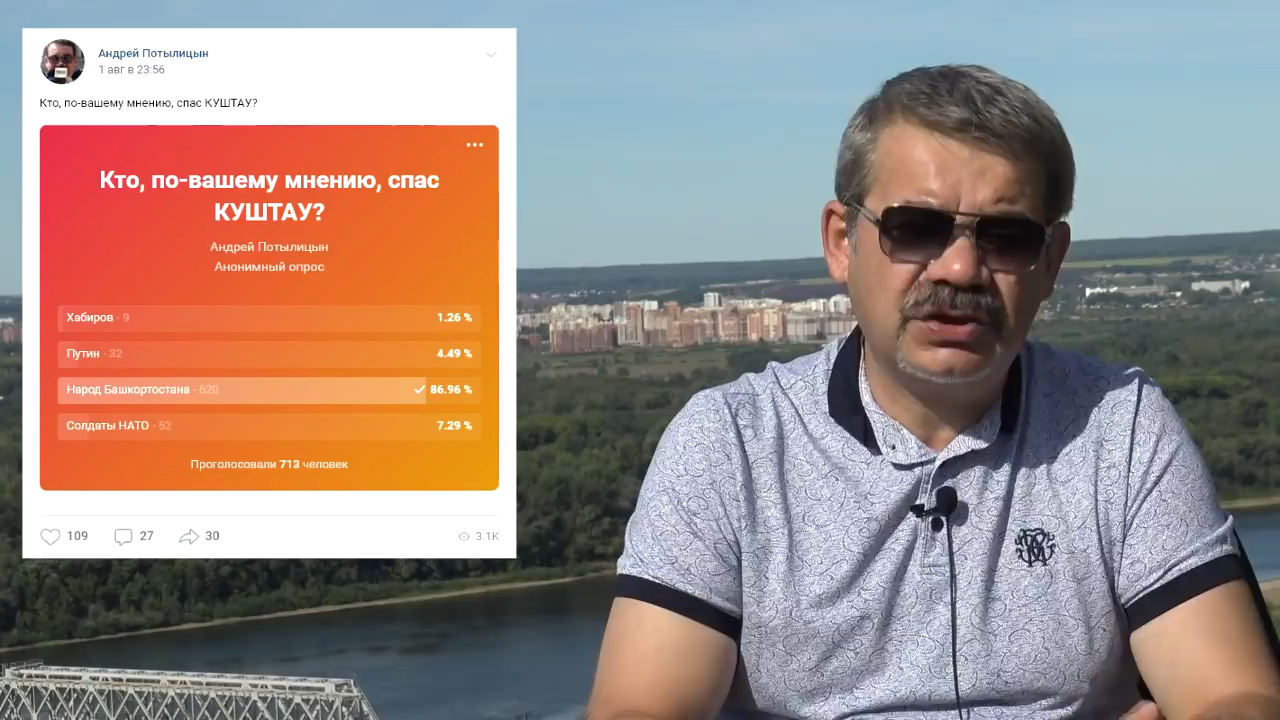 Андрей Потылицын
1 авг в 23:56
Кто, по-вашему мнению, спас КУШТАУ?
Кто, по-вашему мнению, спас
КУШТАУ?
Андрей Потылицын
Анонимный опрос
Хабиров · 9 1.26 %
Путин · 32 4.49 %
Народ Башкортостана · 620 86.96 %
Солдаты НАТО · 52 7.29 %
Проголосовали 713 человек
109 27 30 3.1K